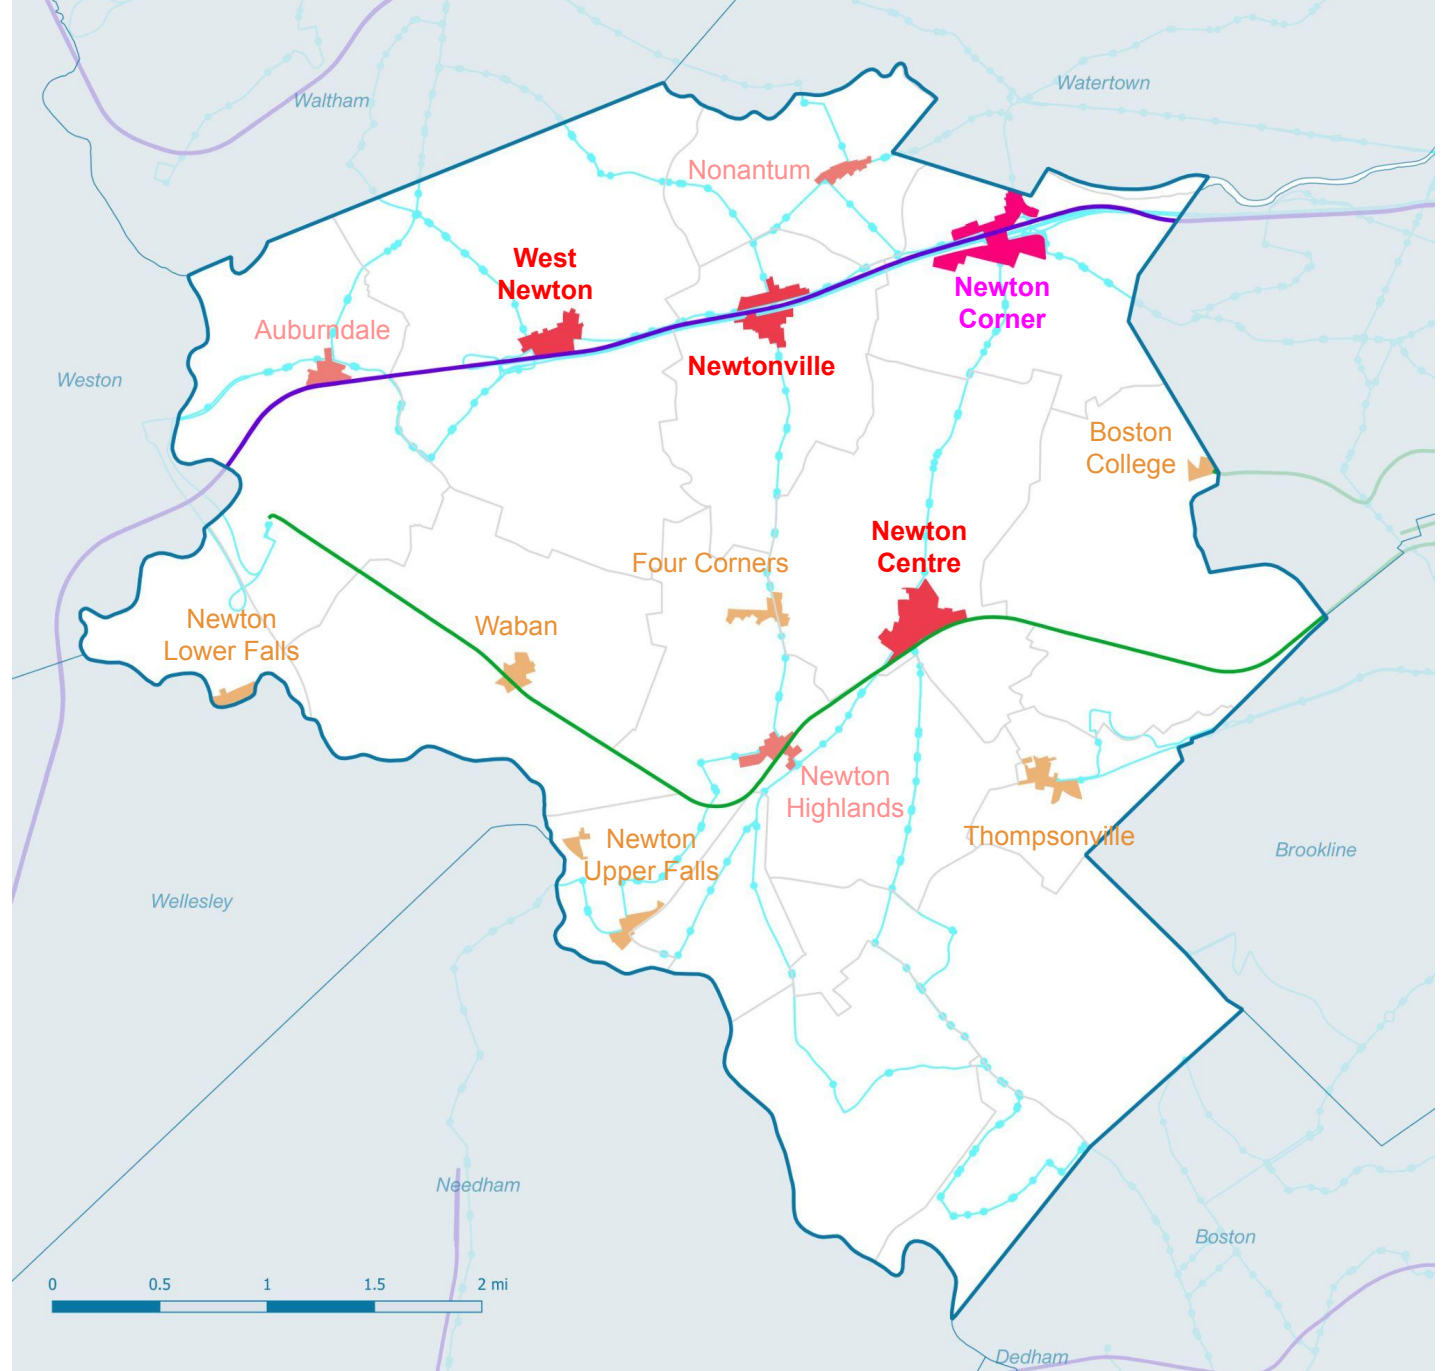 Watertown
Waltham
Nonantum
West
Newton
Newton
Corner
Auburndale
Newtonville
Weston
Boston
College
Newton
Centre
Four Corners
Newton
Lower Falls
Waban
Newton
Highlands
Thompsonville
Newton
Upper Falls
Brookline
Wellesley
Needham
Boston
0 0.5 1 1.5 2 mi
Dedham